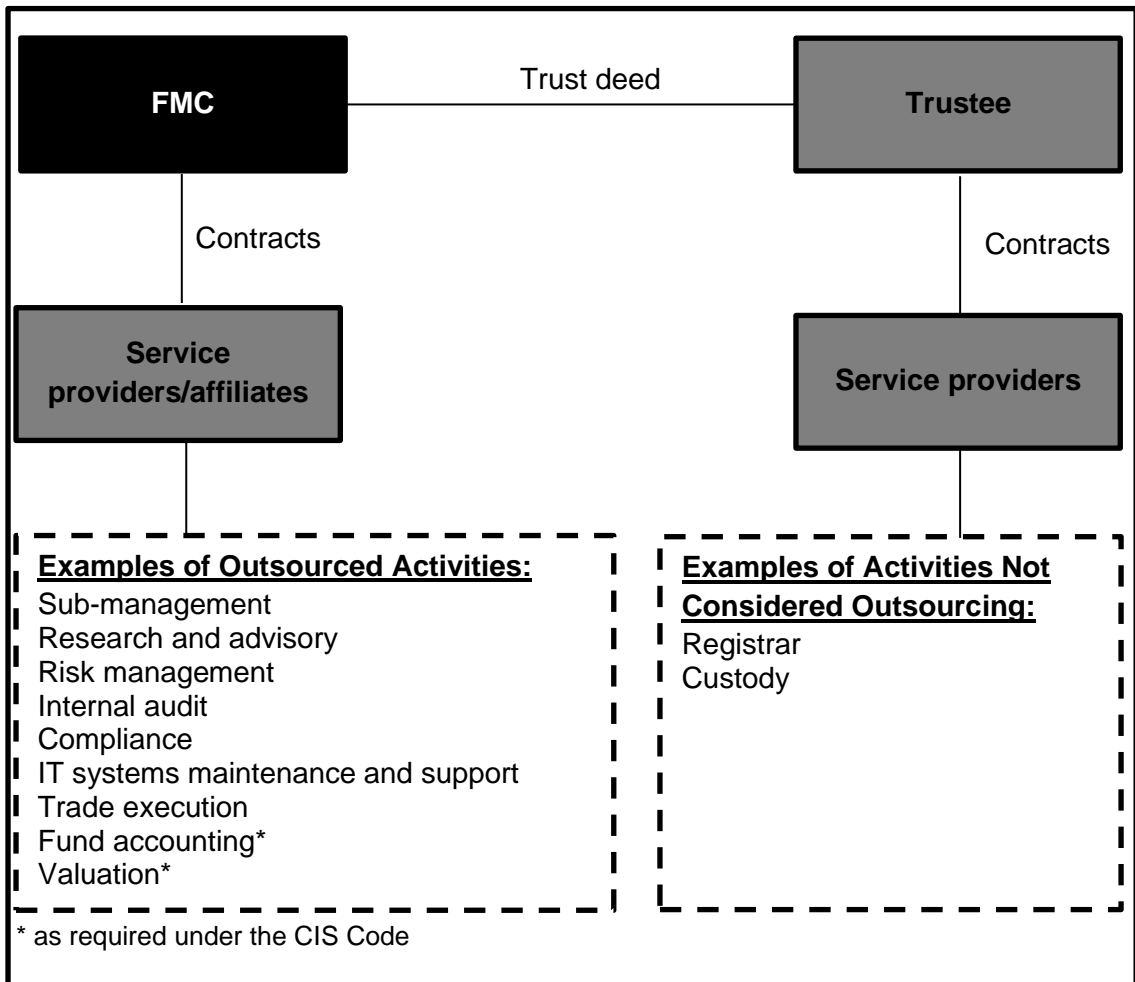 FMC
Trust deed
Trustee
Contracts
Contracts
Service
providers/affiliates
Service providers
Examples of Outsourced Activities:
Sub-management
Research and advisory
Risk management
Internal audit
Compliance
IT systems maintenance and support
Trade execution
Fund accounting*
Valuation*
Examples of Activities Not
Considered Outsourcing:
Registrar
Custody
* as required under the CIS Code